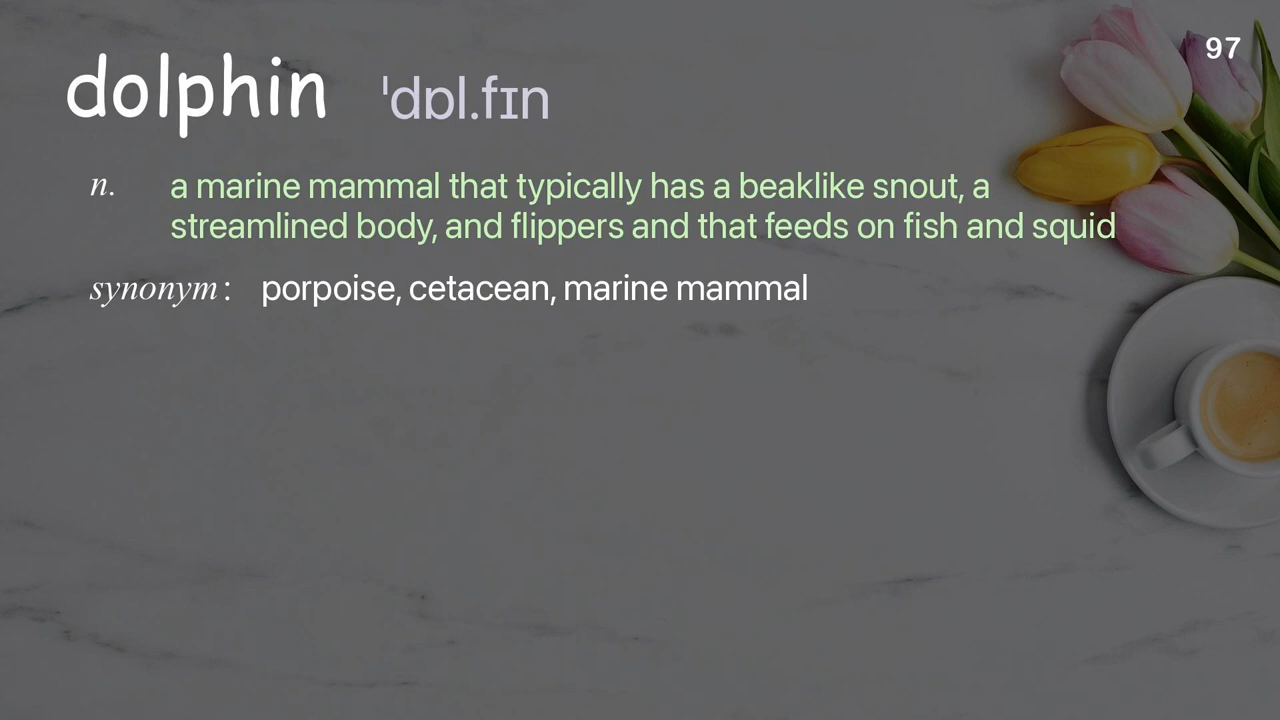 97
dolphin ˈdɒl.fɪn
n. a marine mammal that typically has a beaklike snout, a
streamlined body, and flippers and that feeds on fish and squid
synonym: porpoise, cetacean, marine mammal